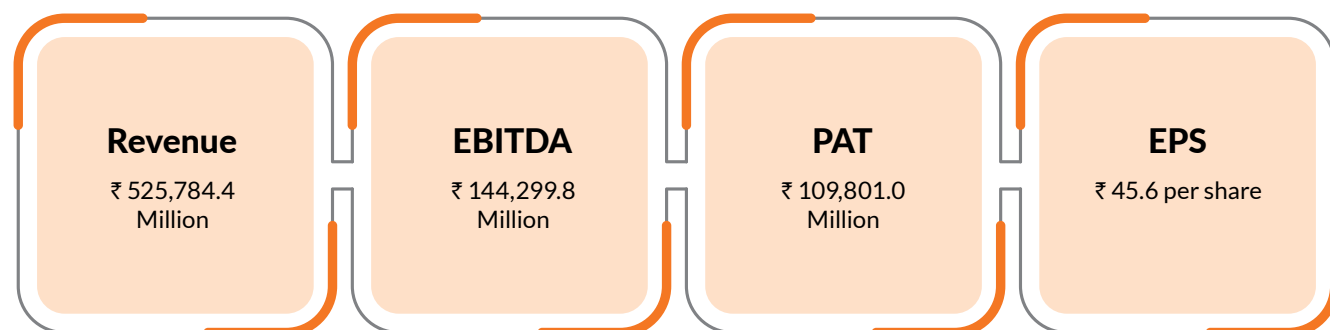 Revenue
₹ 525,784.4
Million
EBITDA
₹ 144,299.8
Million
PAT
₹ 109,801.0
Million
EPS
₹ 45.6 per share